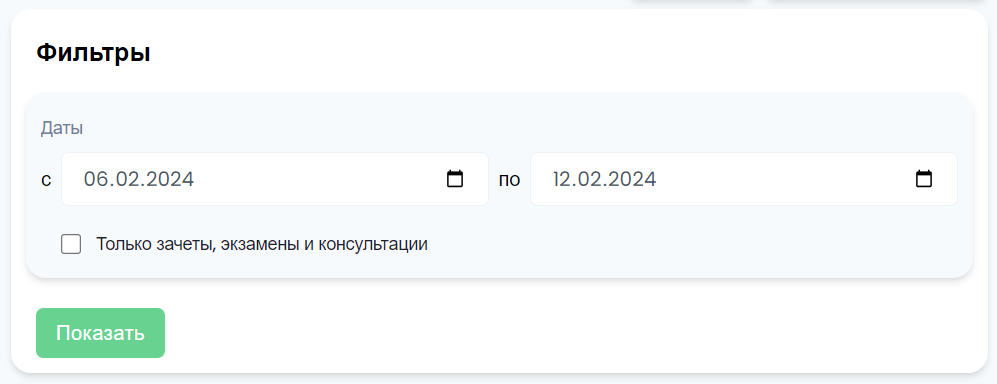 Фильтры
Даты
с 06.02.2024 по 12.02.2024
Только зачеты, экзамены и консультации
Показать